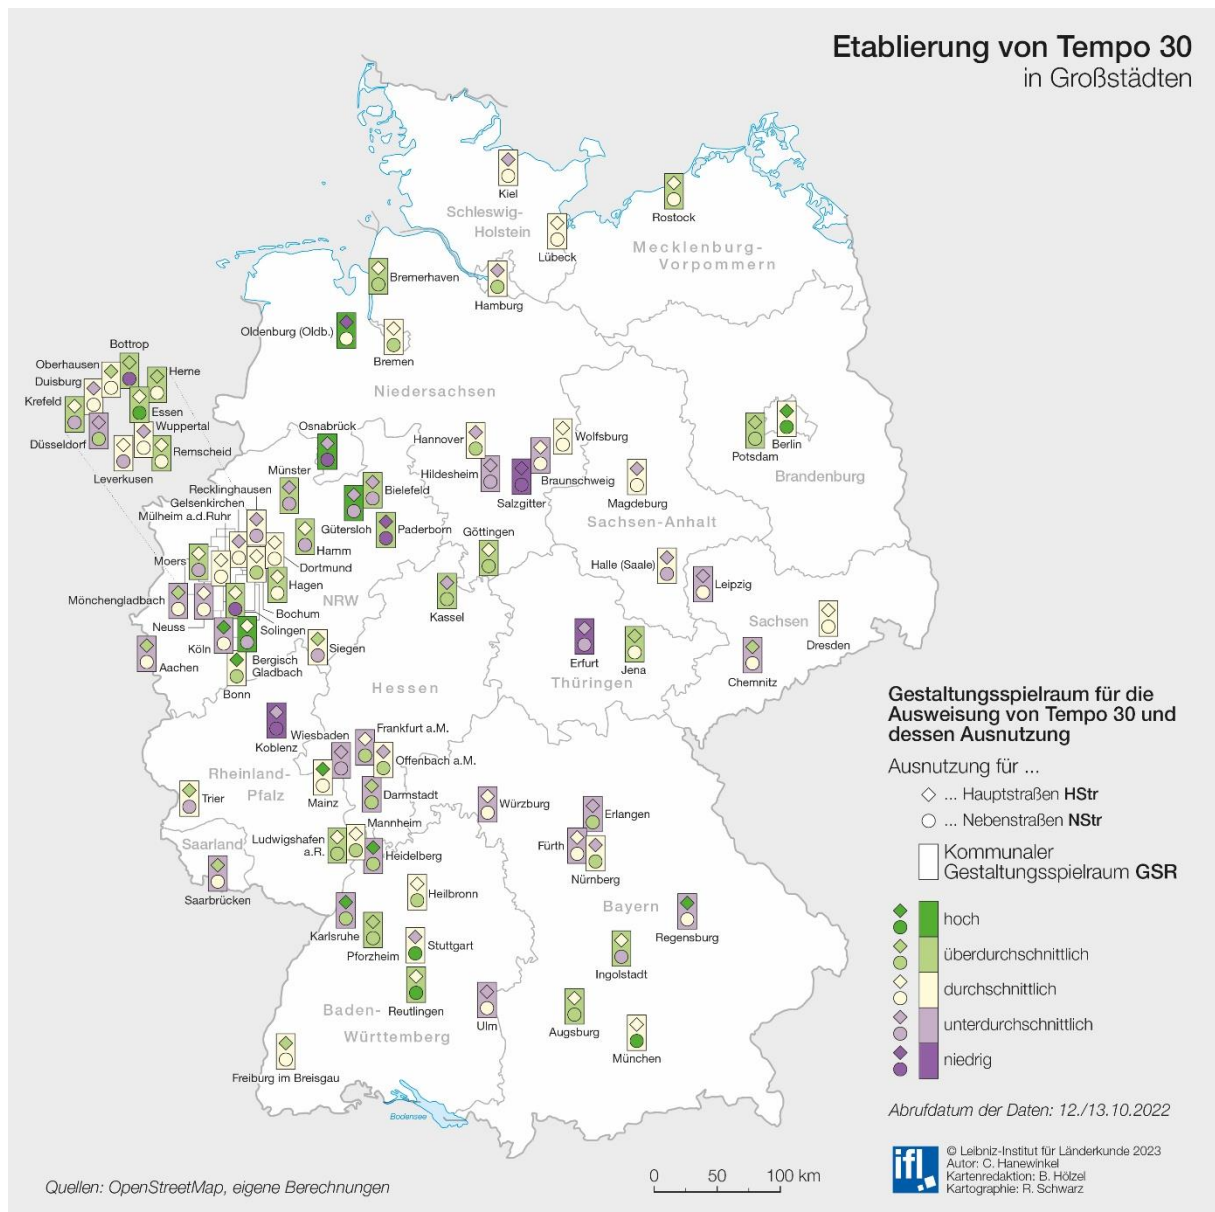 Etablierung von Tempo 30
in Großstädten
Kiel
Schleswig-
Holstein
Rostock
Lübeck
Mecklenburg-
Vorpommern
Bremerhaven
Hamburg
Oldenburg (Oldb.)
Bremen
Bottrop
Oberhausen
Herne
Duisburg
Krefeld
Essen
Wuppertal
Düsseldorf
Remscheid
Leverkusen
Niedersachsen
Osnabrück
Hannover
Wolfsburg
Berlin
Potsdam
Brandenburg
Münster
Hildesheim
Braunschweig
Recklinghausen
Bielefeld
Salzgitter
Magdeburg
Gelsenkirchen
Mülheim a.d.Ruhr
Gütersloh
Paderborn
Göttingen
Sachsen-Anhalt
Hamm
Moers
Dortmund
Halle (Saale)
Leipzig
Hagen
Mönchengladbach
NRW
Kassel
Bochum
Neuss
Solingen
Sachsen
Köln
Siegen
Dresden
Aachen
Bergisch
Gladbach
Erfurt
Jena
Chemnitz
Bonn
Hessen
Thüringen
Koblenz
Wiesbaden
Frankfurt a.M.
Offenbach a.M.
Rheinland-
Pfalz
Trier
Mainz
Darmstadt
Würzburg
Erlangen
Mannheim
Saarland
Ludwigshafen
a.R.
Heidelberg
Fürth
Nürnberg
Saarbrücken
Heilbronn
Bayern
Karlsruhe
Regensburg
Pforzheim
Stuttgart
Ingolstadt
Reutlingen
Baden-
Württemberg
Ulm
Augsburg
München
Freiburg im Breisgau
Bodensee
Gestaltungsspielraum für die
Ausweisung von Tempo 30 und
dessen Ausnutzung
Ausnutzung für ...
... Hauptstraßen HStr
... Nebenstraßen NStr
Kommunaler
Gestaltungsspielraum GSR
hoch
überdurchschnittlich
durchschnittlich
unterdurchschnittlich
niedrig
Abrufdatum der Daten: 12./13.10.2022
ifl
© Leibniz-Institut für Länderkunde 2023
Autor: C. Hanewinkel
Kartenredaktion: B. Hölzel
Kartographie: R. Schwarz
0 50 100 km
Quellen: OpenStreetMap, eigene Berechnungen